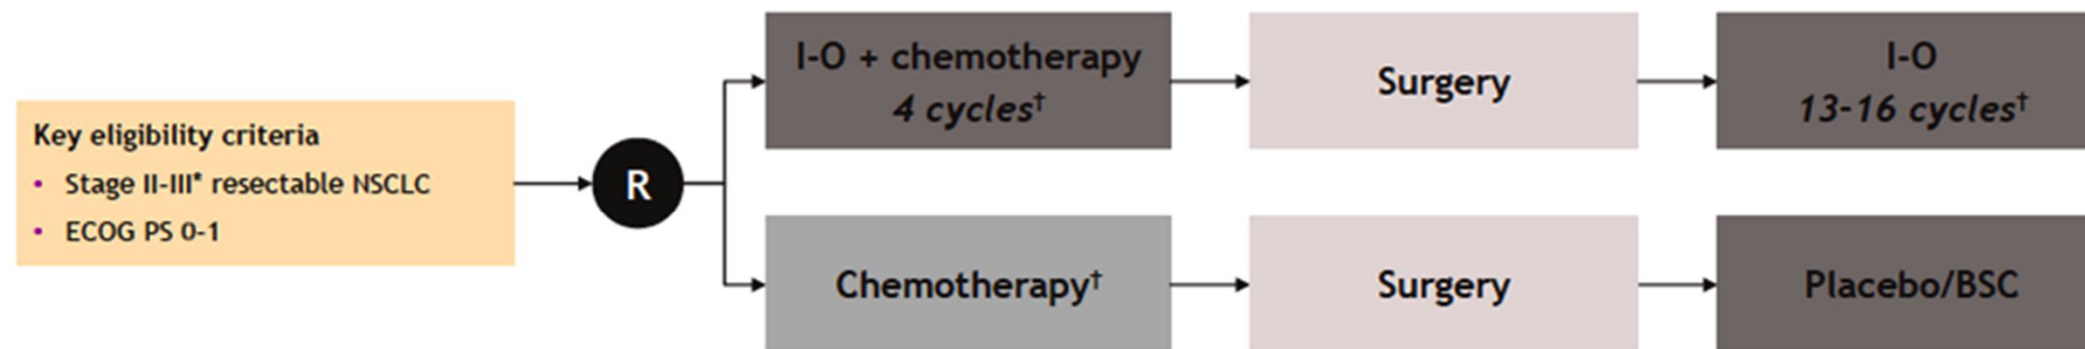 Key eligibility criteria
• Stage II-III* resectable NSCLC
• ECOG PS 0-1
R
I-O + chemotherapy
4 cycles†
Surgery
I-O
13-16 cycles†
Chemotherapy†
Surgery
Placebo/BSC